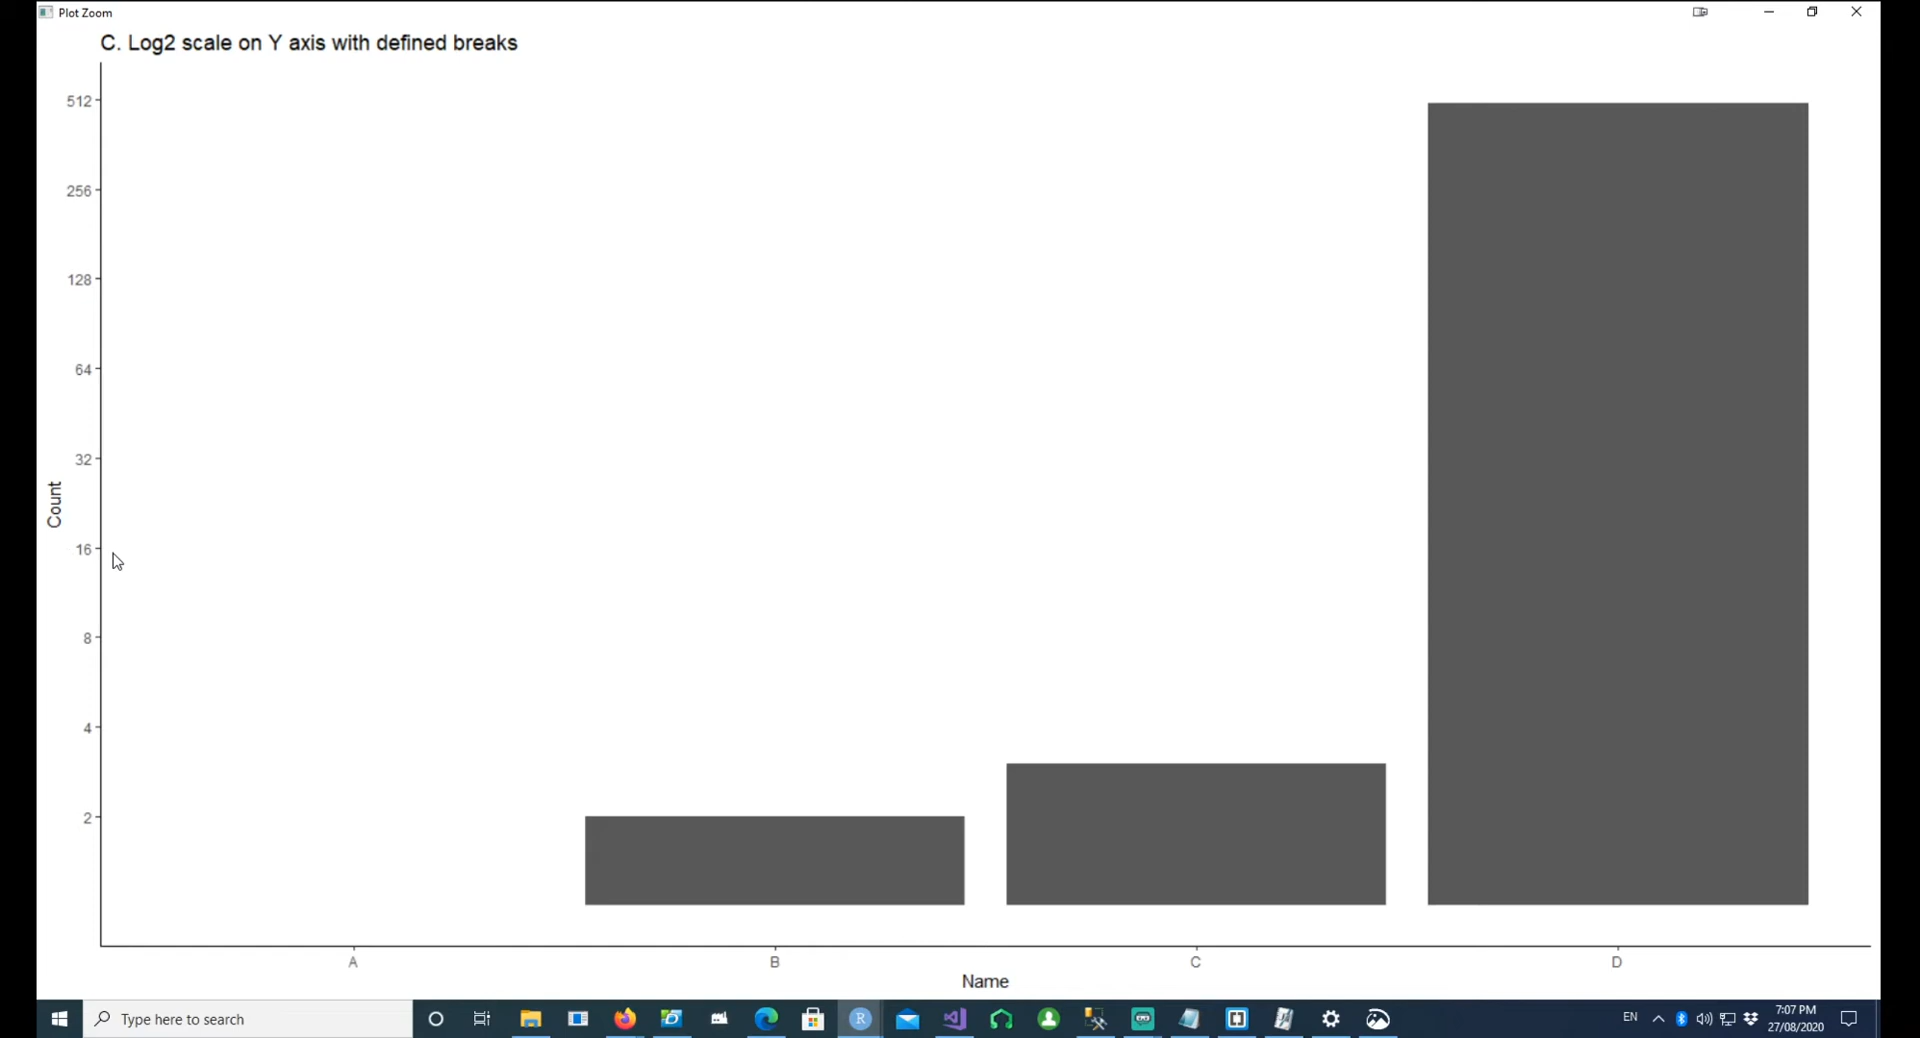 Plot Zoom
C. Log2 scale on Y axis with defined breaks
512
256
128
64
32
16
8
4
2
Count
A B C D
Name
Type here to search
EN
7:07 PM
27/08/2020